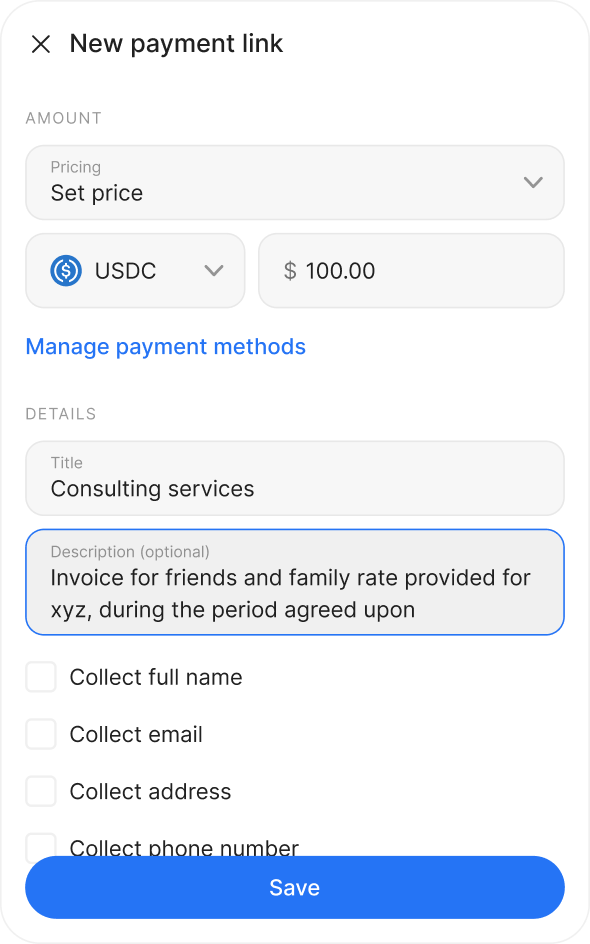 New payment link
AMOUNT
Pricing
Set price
USDC
$ 100.00
Manage payment methods
DETAILS
Title
Consulting services
Description (optional)
Invoice for friends and family rate provided for
xyz, during the period agreed upon
Collect full name
Collect email
Collect address
Collect phone number
Save